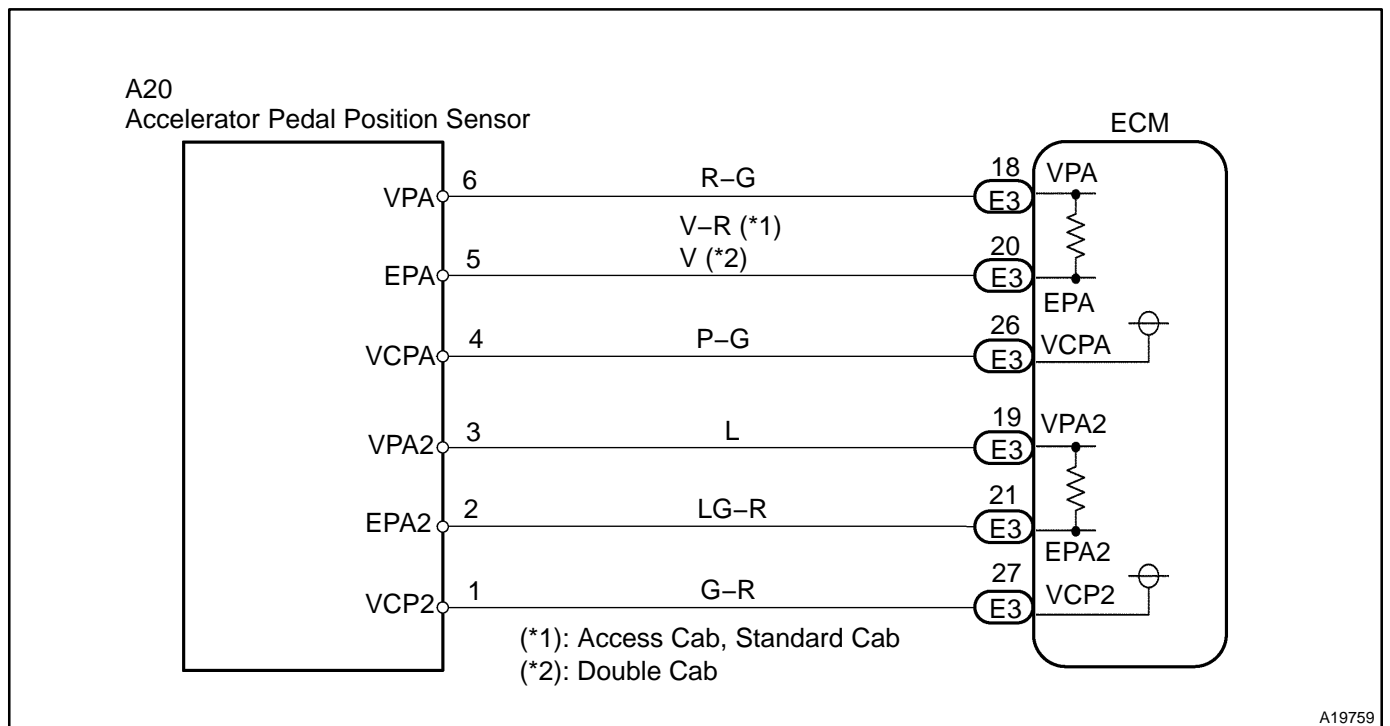 A20
Accelerator Pedal Position Sensor
ECM
VPA 6 R−G 18 E3 VPA
V−R (*1)
EPA 5 V (*2) 20 E3 EPA
VCPA 4 P−G 26 E3 VCPA
VPA2 3 L 19 E3 VPA2
EPA2 2 LG−R 21 E3 EPA2
VCP2 1 G−R 27 E3 VCP2
(*1): Access Cab, Standard Cab
(*2): Double Cab
A19759